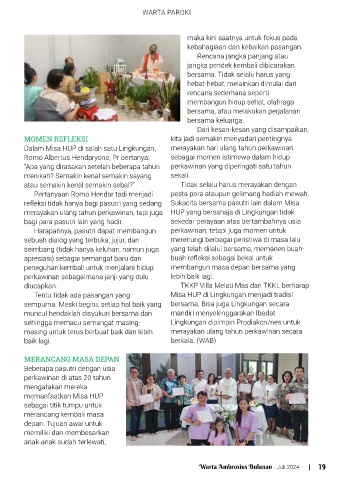 WARTA PAROKI
MOMEN REFLEKSI
Dalam Misa HUP di salah satu Lingkungan,
Romo Albertus Hendaryono, Pr bertanya:
"Apa yang dirasakan setelah beberapa tahun
menikah? Semakin kenal semakin sayang
atau semakin kenal semakin sebal?"
Pertanyaan Romo Hendar tadi menjadi
refleksi tidak hanya bagi pasutri yang sedang
merayakan ulang tahun perkawinan, tapi juga
bagi para pasutri lain yang hadir.
Harapannya, pasutri dapat membangun
sebuah dialog yang terbuka, jujur, dan
seimbang (tidak hanya keluhan, namun juga
apresiasi) sebagai semangat baru dan
peneguhan kembali untuk menjalani hidup
perkawinan sebagaimana janji yang dulu
diucapkan.
Tentu tidak ada pasangan yang
sempurna. Meski begitu, setiap hal baik yang
muncul hendaklah disyukuri bersama dan
sehingga memacu semangat masing-
masing untuk terus berbuat baik dan lebih
baik lagi.
MERANCANG MASA DEPAN
Beberapa pasutri dengan usia
perkawinan di atas 20 tahun
mengatakan mereka
memanfaatkan Misa HUP
sebagai titik tumpu untuk
merancang kembali masa
depan. Tujuan awal untuk
memiliki dan membesarkan
anak-anak sudah terlewati,
maka kini saatnya untuk fokus pada
kebahagiaan dan kebaikan pasangan.
Rencana jangka panjang atau
jangka pendek kembali dibicarakan
bersama. Tidak selalu harus yang
hebat-hebat, melainkan dimulai dari
rencana sederhana seperti
membangun hidup sehat, olahraga
bersama, atau melakukan perjalanan
bersama keluarga.
Dari kesan-kesan yang disampaikan,
kita jadi semakin menyadari pentingnya
merayakan hari ulang tahun perkawinan
sebagai momen istimewa dalam hidup
perkawinan yang diperingati satu tahun
sekali.
Tidak selalu harus merayakan dengan
pesta pora ataupun gelimang hadiah mewah.
Sukacita bersama pasutri lain dalam Misa
HUP yang bersahaja di Lingkungan tidak
sekedar perayaan atas bertambahnya usia
perkawinan, tetapi juga momen untuk
merenungi berbagai peristiwa di masa lalu
yang telah dilalui bersama, memanen buah-
buah refleksi sebagai bekal untuk
membangun masa depan bersama yang
lebih baik lagi.
TKKP Villa Melati Mas dan TKKL berharap
Misa HUP di Lingkungan menjadi tradisi
bersama. Bisa juga Lingkungan secara
mandiri menyelenggarakan Ibadat
Lingkungan dipimpin Prodiakon/nes untuk
merayakan ulang tahun perkawinan secara
berkala. (WAB)
Warta Ambrosius Bulanan - Juli 2024 | 19